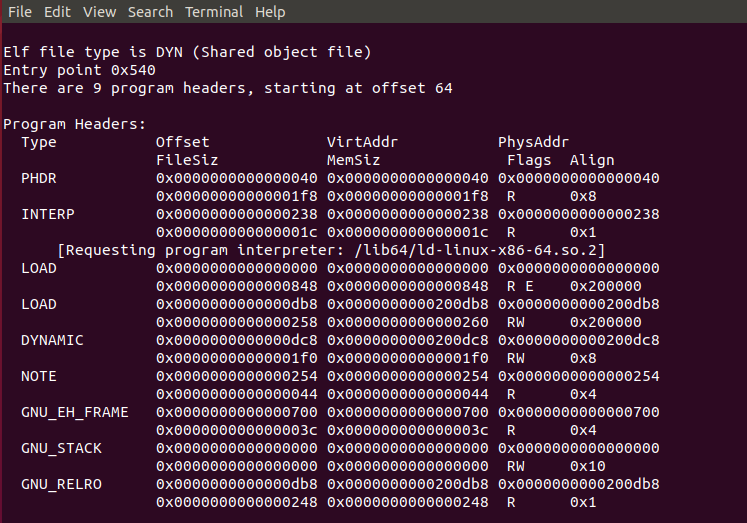 File Edit View Search Terminal Help
Elf file type is DYN (Shared object file)
Entry point 0x540
There are 9 program headers, starting at offset 64
Program Headers:
Type Offset VirtAddr PhysAddr
FileSiz MemSiz Flags Align
PHDR 0x0000000000000040 0x0000000000000040 0x0000000000000040
0x00000000000001f8 0x00000000000001f8 R 0x8
INTERP 0x0000000000000238 0x0000000000000238 0x0000000000000238
0x000000000000001c 0x000000000000001c R 0x1
[Requesting program interpreter: /lib64/ld-linux-x86-64.so.2]
LOAD 0x0000000000000000 0x0000000000000000 0x0000000000000000
0x0000000000000848 0x0000000000000848 R E 0x200000
LOAD 0x0000000000000db8 0x0000000000200db8 0x0000000000200db8
0x0000000000000258 0x0000000000000260 RW 0x200000
DYNAMIC 0x0000000000000dc8 0x0000000000200dc8 0x0000000000200dc8
0x00000000000001f0 0x00000000000001f0 RW 0x8
NOTE 0x0000000000000254 0x0000000000000254 0x0000000000000254
0x0000000000000044 0x0000000000000044 R 0x4
GNU_EH_FRAME 0x0000000000000700 0x0000000000000700 0x0000000000000700
0x000000000000003c 0x000000000000003c R 0x4
GNU_STACK 0x0000000000000000 0x0000000000000000 0x0000000000000000
0x0000000000000000 0x0000000000000000 RW 0x10
GNU_RELRO 0x0000000000000db8 0x0000000000200db8 0x0000000000200db8
0x0000000000000248 0x0000000000000248 R 0x1